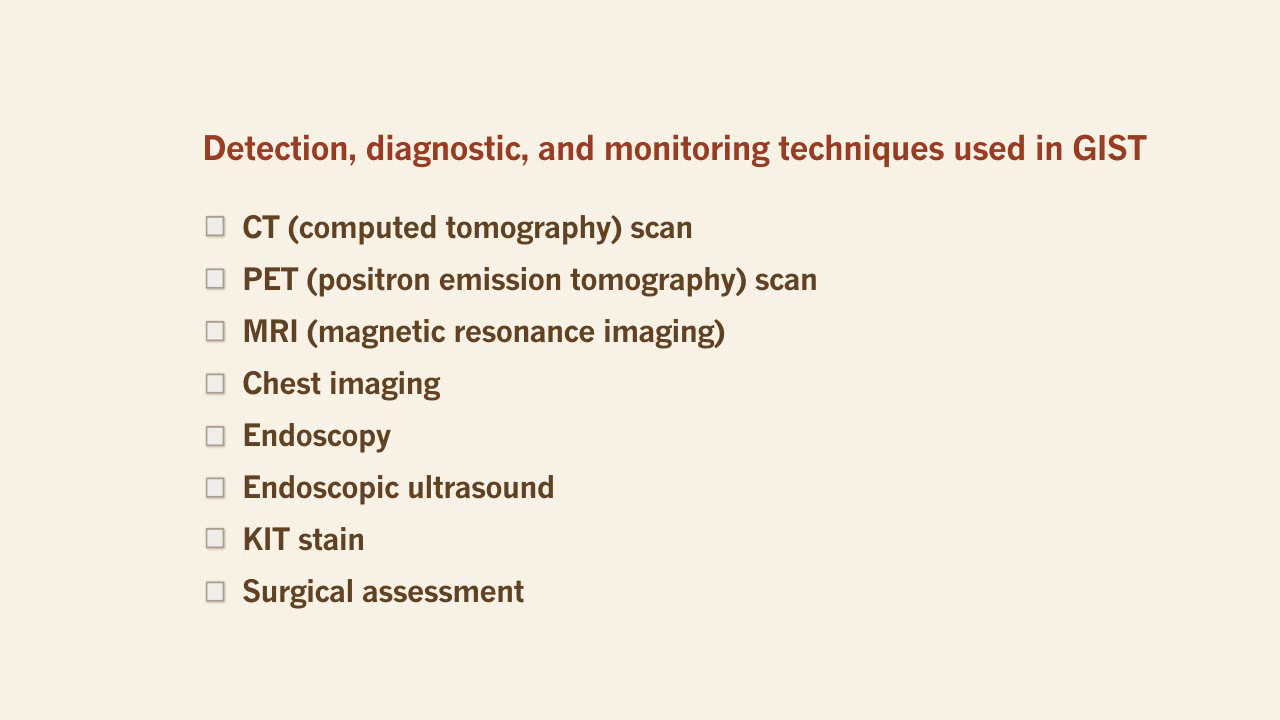 Detection, diagnostic, and monitoring techniques used in GIST
CT (computed tomography) scan
PET (positron emission tomography) scan
MRI (magnetic resonance imaging)
Chest imaging
Endoscopy
Endoscopic ultrasound
KIT stain
Surgical assessment